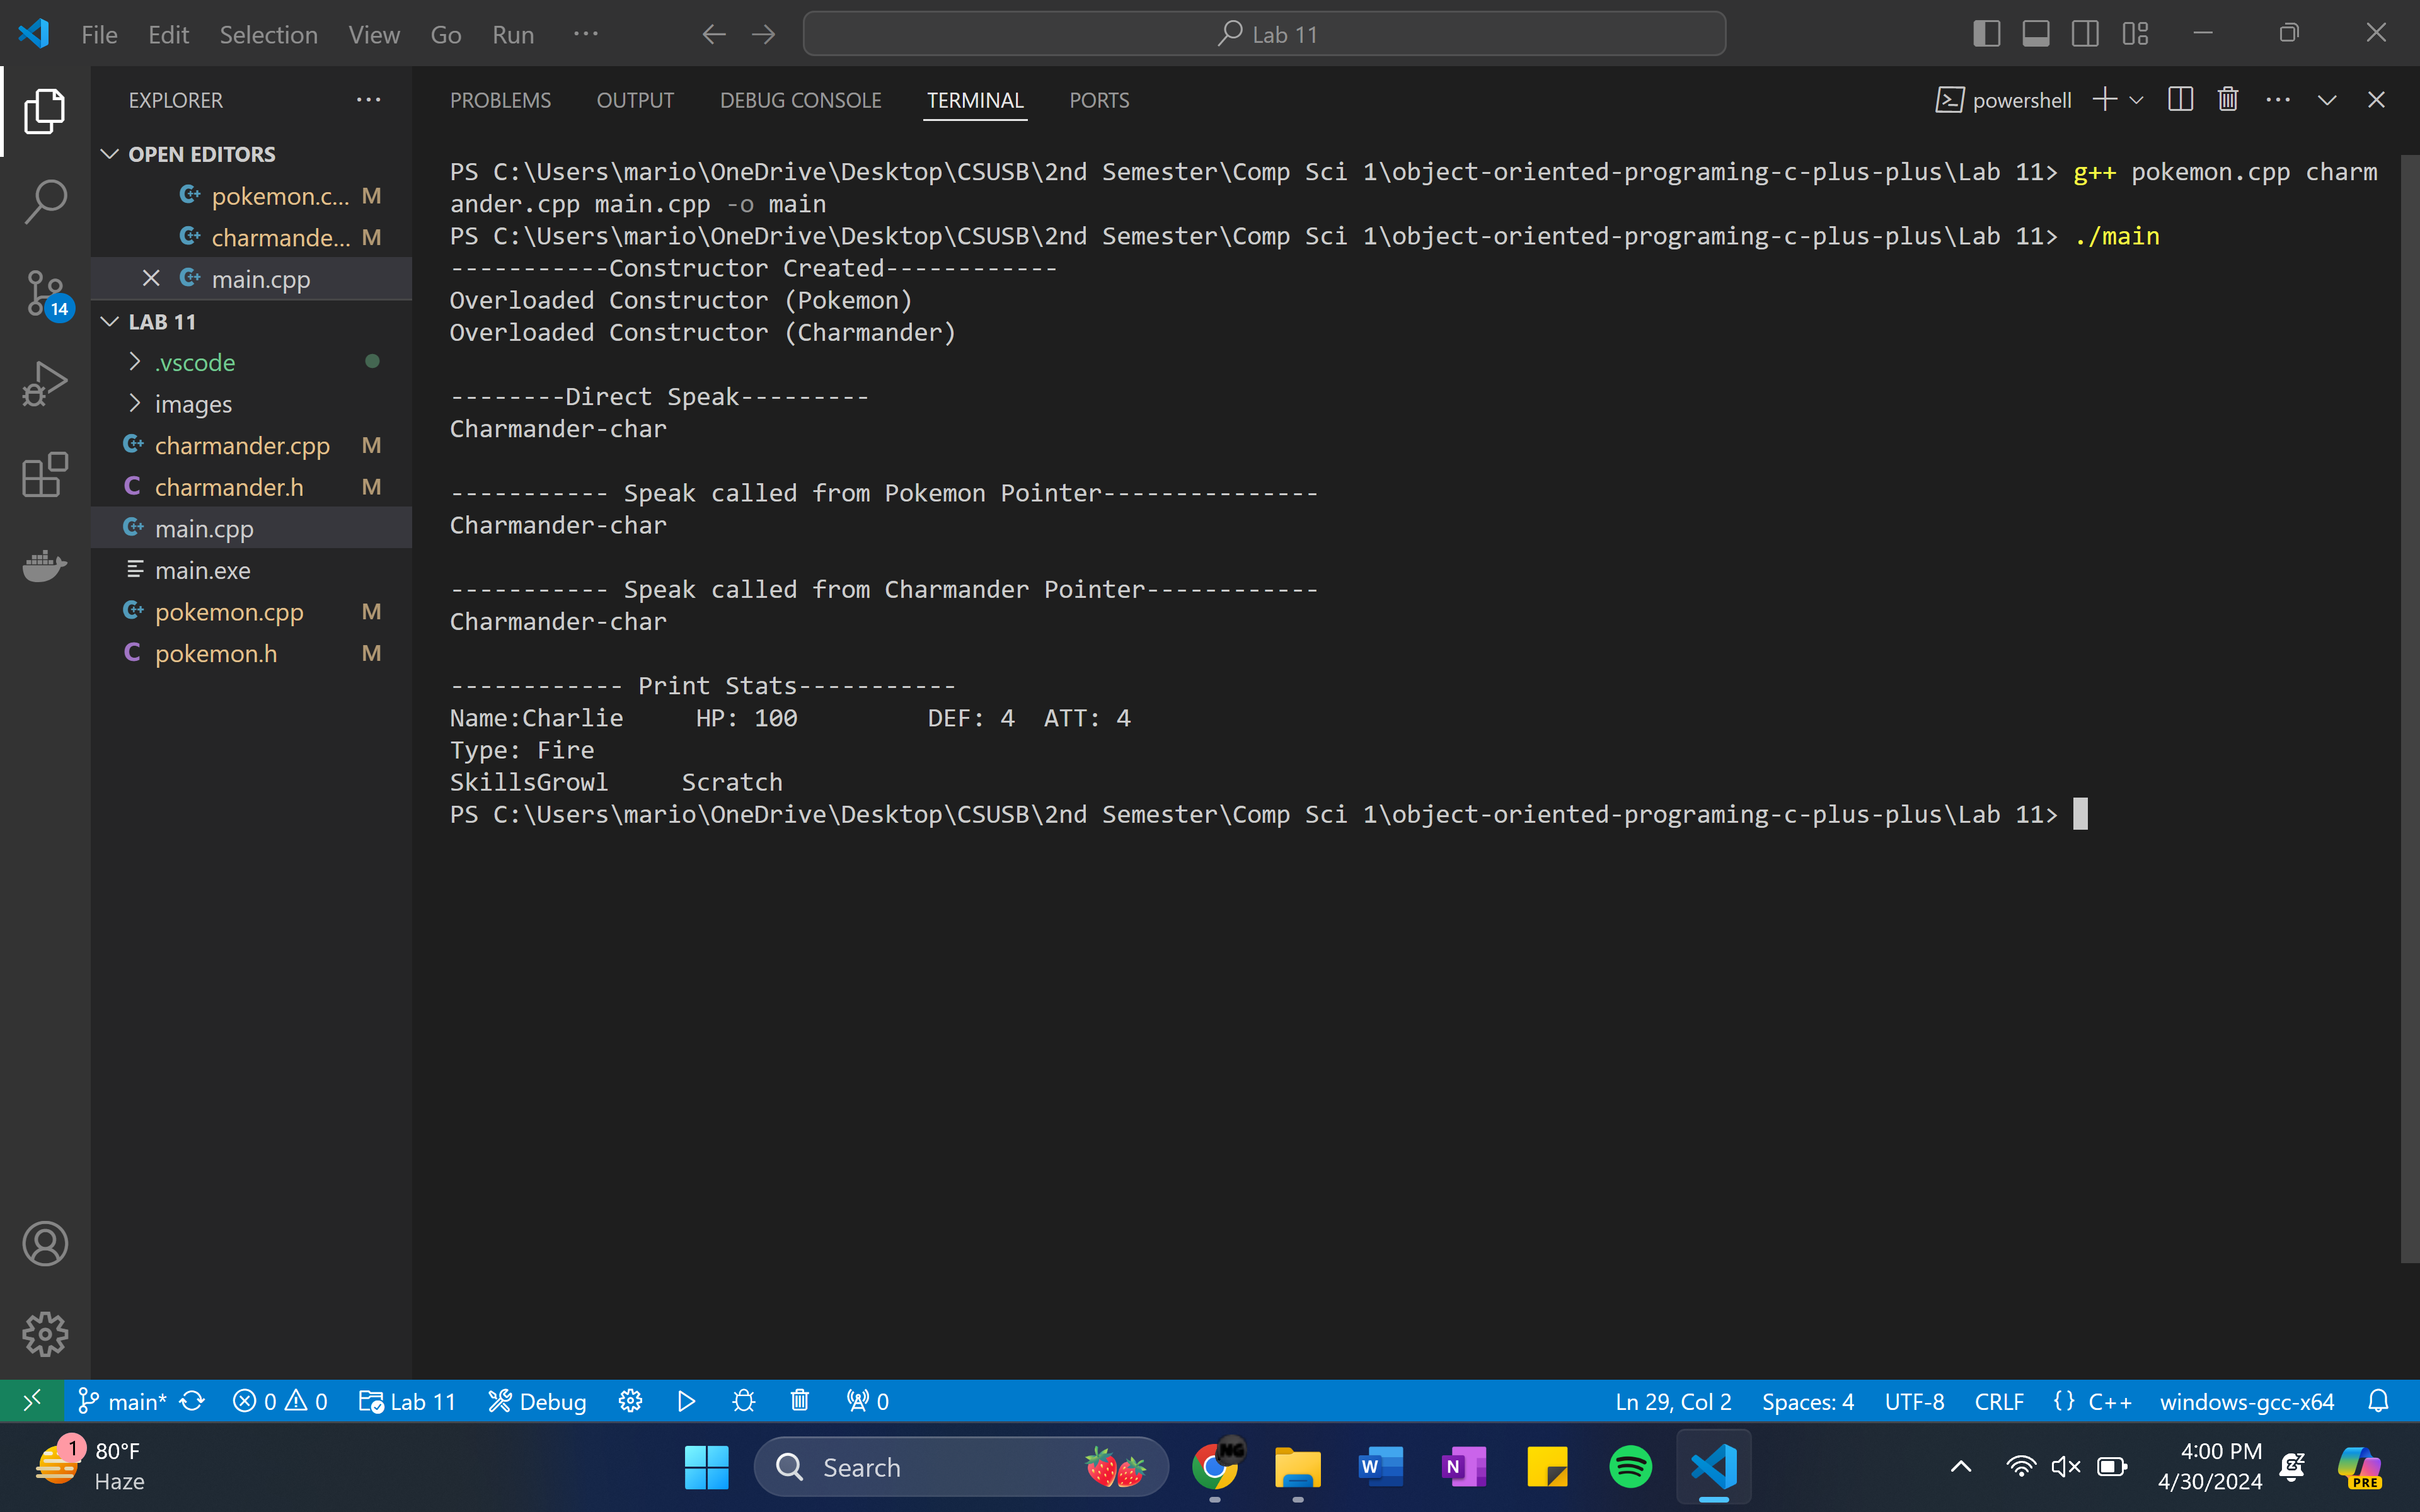 File Edit Selection View Go Run ···
Lab 11
EXPLORER
OPEN EDITORS
pokemon.c... M
charmande... M
main.cpp
14
LAB 11
.vscode
images
charmander.cpp M
charmander.h M
main.cpp
main.exe
pokemon.cpp M
pokemon.h M
PROBLEMS OUTPUT DEBUG CONSOLE TERMINAL PORTS
powershell
PS C:\Users\mario\OneDrive\Desktop\CSUSB\2nd Semester\Comp Sci 1\object-oriented-programing-c-plus-plus\Lab 11> g++ pokemon.cpp charm
ander.cpp main.cpp -o main
PS C:\Users\mario\OneDrive\Desktop\CSUSB\2nd Semester\Comp Sci 1\object-oriented-programing-c-plus-plus\Lab 11> ./main
-----------Constructor Created------------
Overloaded Constructor (Pokemon)
Overloaded Constructor (Charmander)
--------Direct Speak---------
Charmander-char
----------- Speak called from Pokemon Pointer---------------
Charmander-char
----------- Speak called from Charmander Pointer------------
Charmander-char
------------ Print Stats-----------
Name:Charlie HP: 100 DEF: 4 ATT: 4
Type: Fire
SkillsGrowl Scratch
PS C:\Users\mario\OneDrive\Desktop\CSUSB\2nd Semester\Comp Sci 1\object-oriented-programing-c-plus-plus\Lab 11>
main* 0 0 Lab 11 Debug 0 Ln 29, Col 2 Spaces: 4 UTF-8 CRLF {} C++ windows-gcc-x64
1
80°F
Haze
Search
NG
W
N
4:00 PM
4/30/2024
PRE